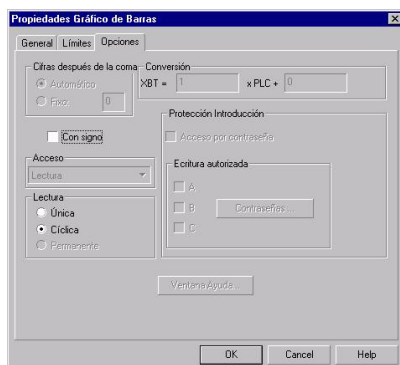 Propiedades Gráfico de Barras
General Límites Opciones
Cifras después de la coma
Automático
Fixo: 0
Conversión
XBT = 1 x PLC + 0
Con signo
Protección Introducción
Acceso por contraseña
Acceso
Lectura
Escritura autorizada
A
B
C
Contraseñas ...
Lectura
Única
Cíclica
Permanente
Ventana Ayuda...
OK Cancel Help